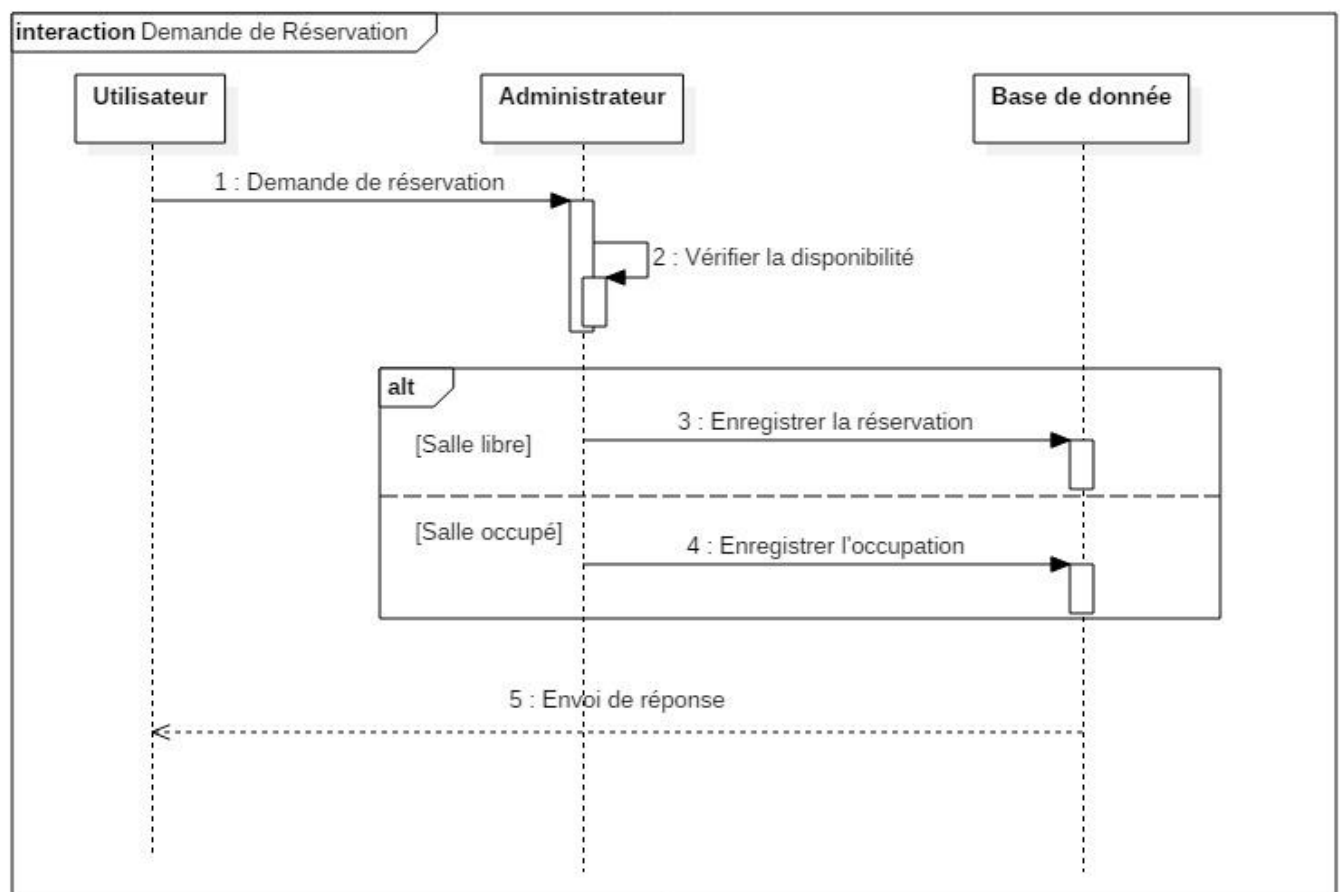 interaction Demande de Réservation
Utilisateur
Administrateur
Base de donnée
1 : Demande de réservation
2 : Vérifier la disponibilité
alt
3 : Enregistrer la réservation
[Salle libre]
[Salle occupé]
4 : Enregistrer l'occupation
5 : Envoi de réponse